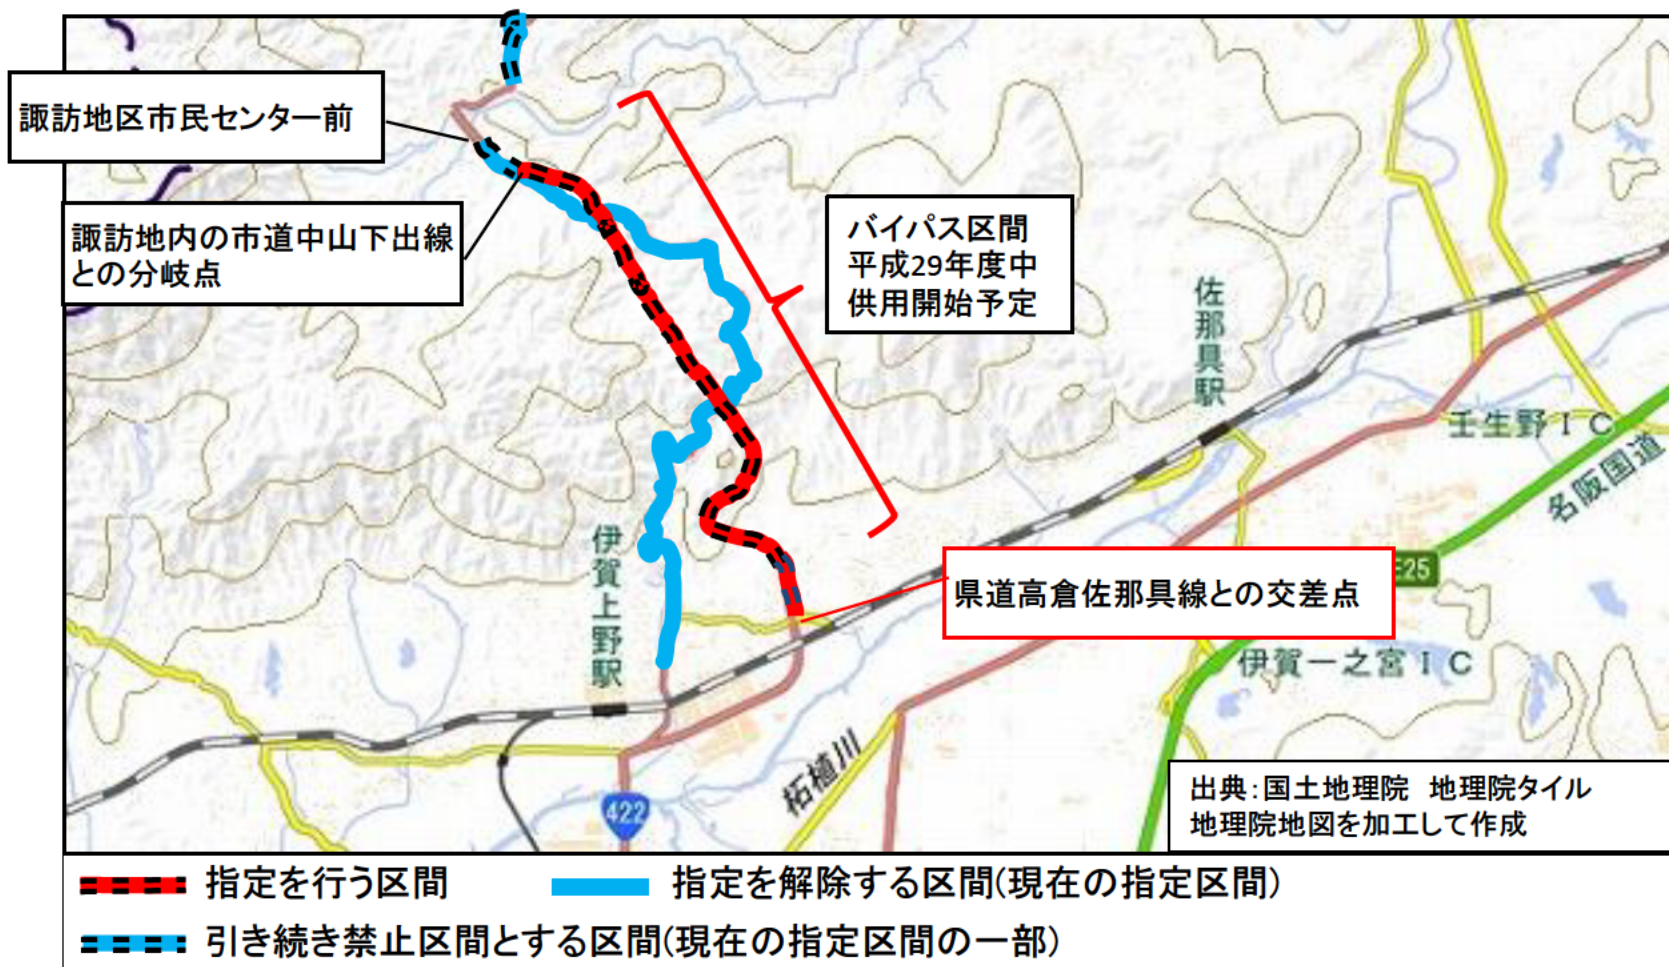 諏訪地区市民センター前
諏訪地内の市道中山下出線
との分岐点
バイパス区間
平成29年度中
供用開始予定
佐那具駅
壬生野IC
名阪国道
伊賀上野駅
県道高倉佐那具線との交差点
E25
伊賀一之宮IC
柘植川
422
出典:国土地理院 地理院タイル
地理院地図を加工して作成
指定を行う区間
指定を解除する区間(現在の指定区間)
引き続き禁止区間とする区間(現在の指定区間の一部)